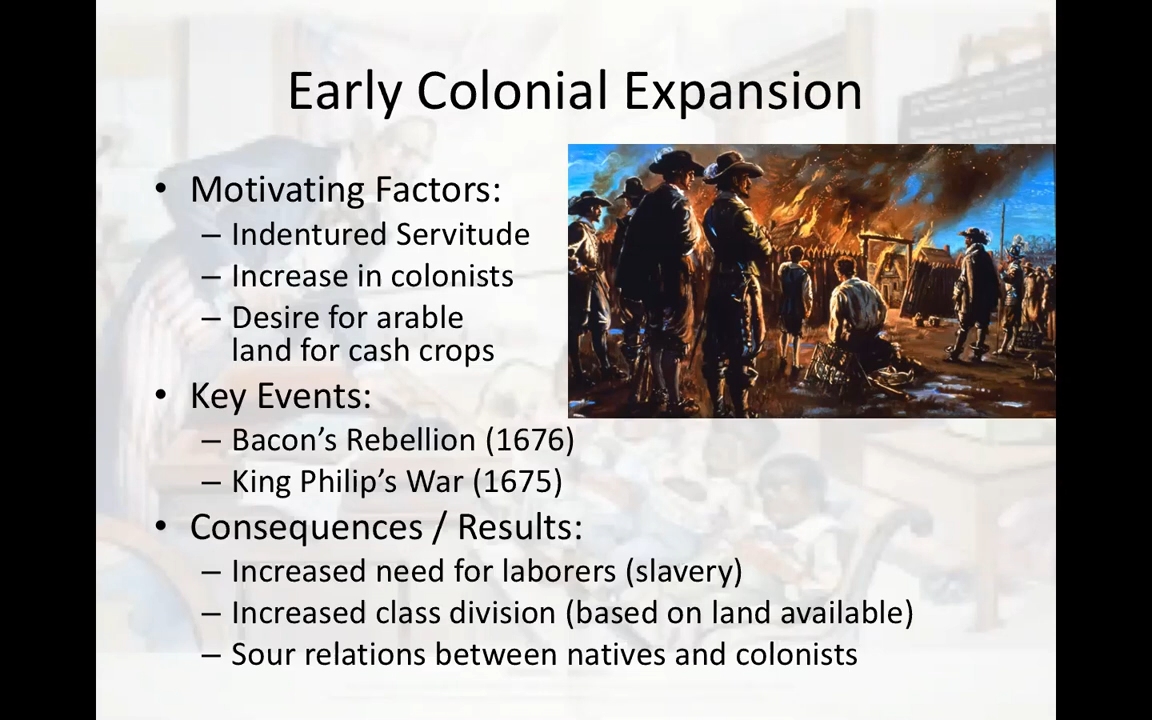 Early Colonial Expansion
• Motivating Factors:
– Indentured Servitude
– Increase in colonists
– Desire for arable
land for cash crops
• Key Events:
– Bacon’s Rebellion (1676)
– King Philip’s War (1675)
• Consequences / Results:
– Increased need for laborers (slavery)
– Increased class division (based on land available)
– Sour relations between natives and colonists